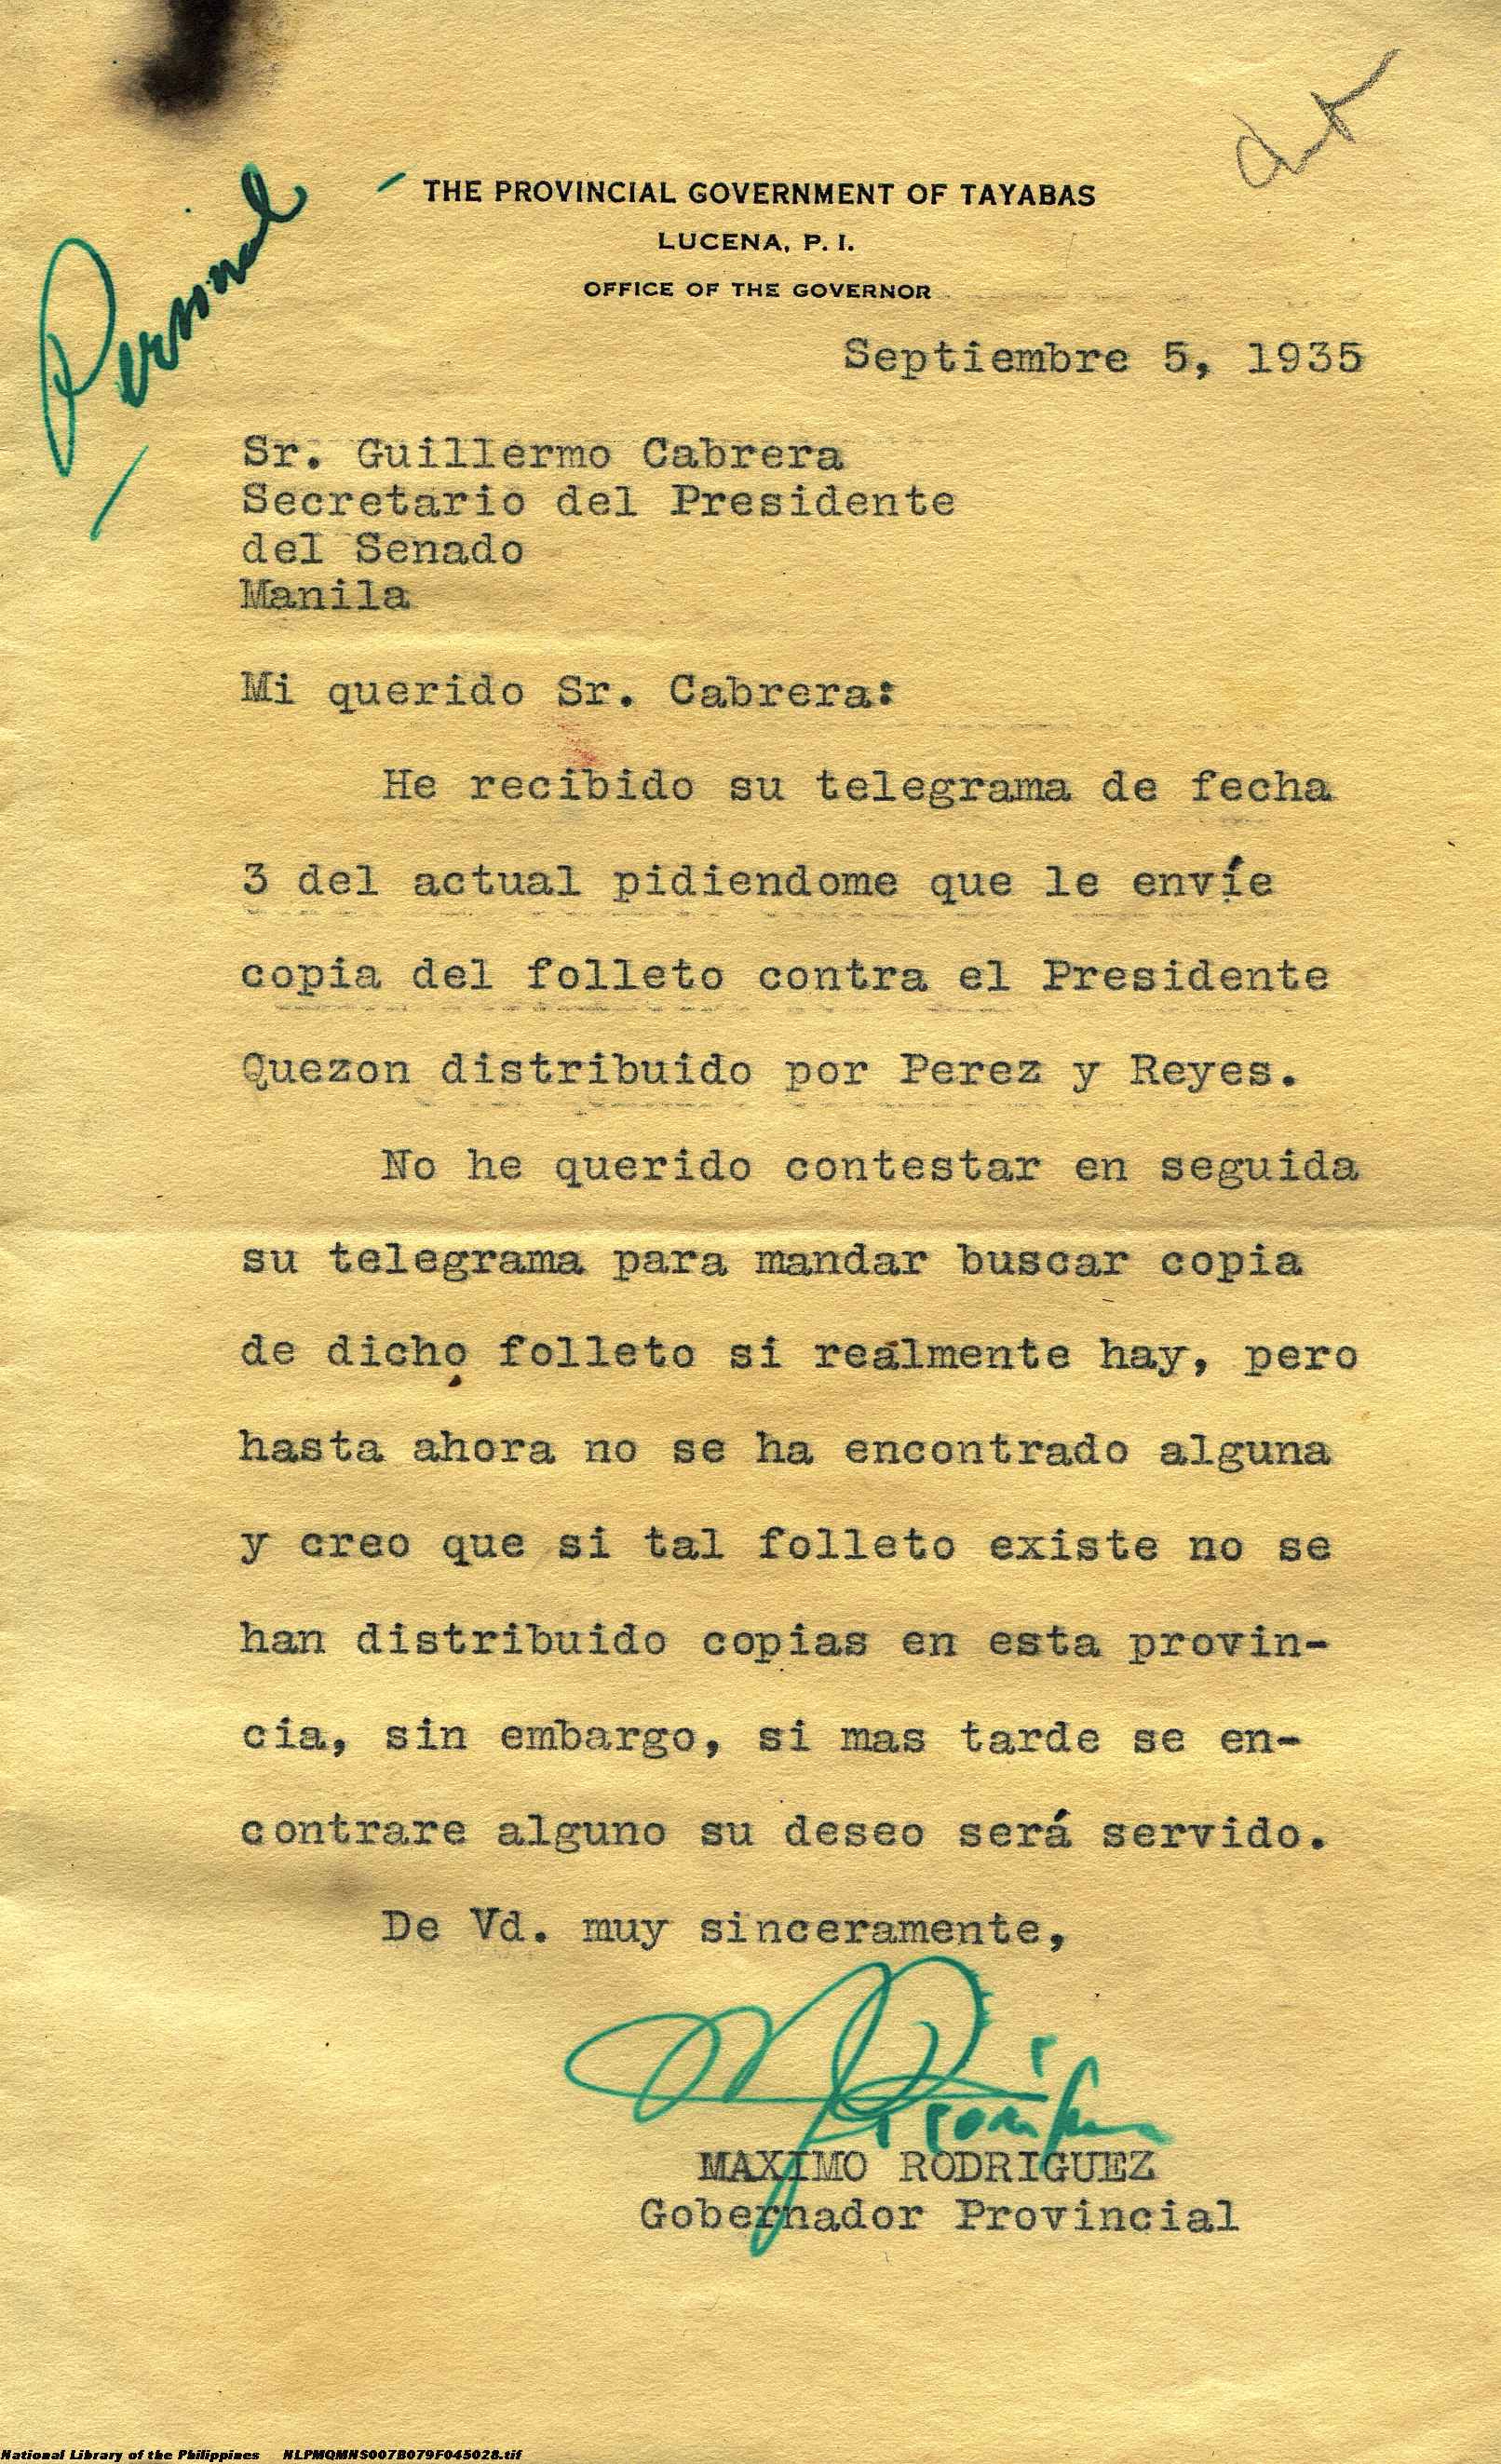 Personal
THE PROVINCIAL GOVERNMENT OF TAYABAS
LUCENA, P. I.
OFFICE OF THE GOVERNOR
Septiembre 5, 1935
Sr. Guillermo Cabrera
Secretario del Presidente
del Senado
Manila
Mi querido Sr. Cabrera:
He recibido su telegrama de fecha
3 del actual pidiendome que le envíe
copia del folleto contra el Presidente
Quezon distribuido por Perez y Reyes.
No he querido contestar en seguida
su telegrama para mandar buscar copia
de dicho folleto si realmente hay, pero
hasta ahora no se ha encontrado alguna
y creo que si tal folleto existe no se
han distribuido copias en esta provin-
cia, sin embargo, si mas tarde se en-
contrare alguno su deseo será servido.
De Vd. muy sinceramente,
MAXIMO RODRIGUEZ
Gobernador Provincial
National Library of the Philippines NLPMQMNS007B079F045028.tif